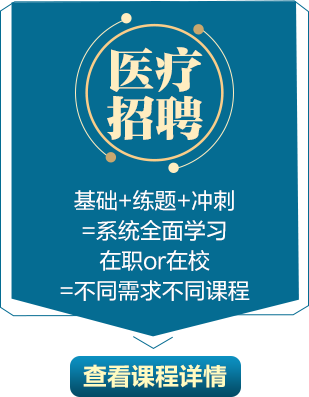 医疗
招聘
基础+练题+冲刺
=系统全面学习
在职or在校
=不同需求不同课程
查看课程详情